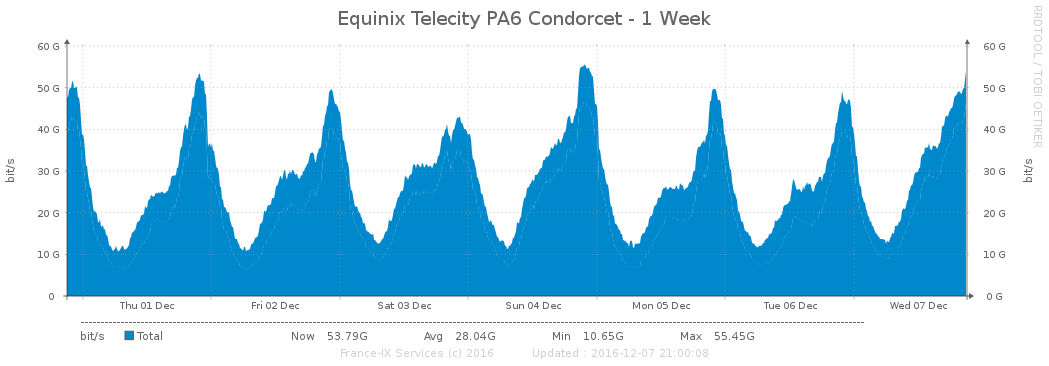 Equinix Telecity PA6 Condorcet - 1 Week
RRDTOOL / TOBI OETIKER
60 G 60 G
50 G 50 G
40 G 40 G
30 G 30 G
20 G 20 G
10 G 10 G
0 0 G
bit/s bit/s
Thu 01 Dec Fri 02 Dec Sat 03 Dec Sun 04 Dec Mon 05 Dec Tue 06 Dec Wed 07 Dec
bit/s Total Now 53.79G Avg 28.04G Min 10.65G Max 55.45G
France-IX Services (c) 2016 Updated : 2016-12-07 21:00:08